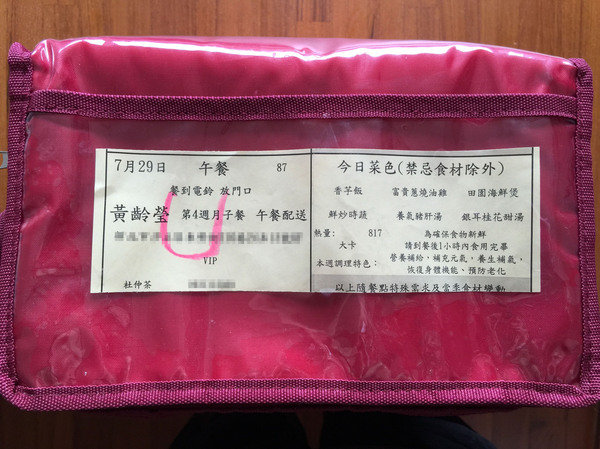 7月29日 午餐 87
餐到電鈴 放門口
黃齡瑩 第4週月子餐 午餐配送
VIP
杜仲茶
今日菜色(禁忌食材除外)
香芋飯 富貴蔥燒油雞 田園海鮮煲
鮮炒時蔬 養氣豬肝湯 銀耳桂花甜湯
熱量: 817 為確保食物新鮮
大卡 請到餐後1小時內食用完畢
本週調理特色: 營養補給,補充元氣,養生補氣,
恢復身體機能、預防老化
以上隨餐點特殊需求及當季食材變動